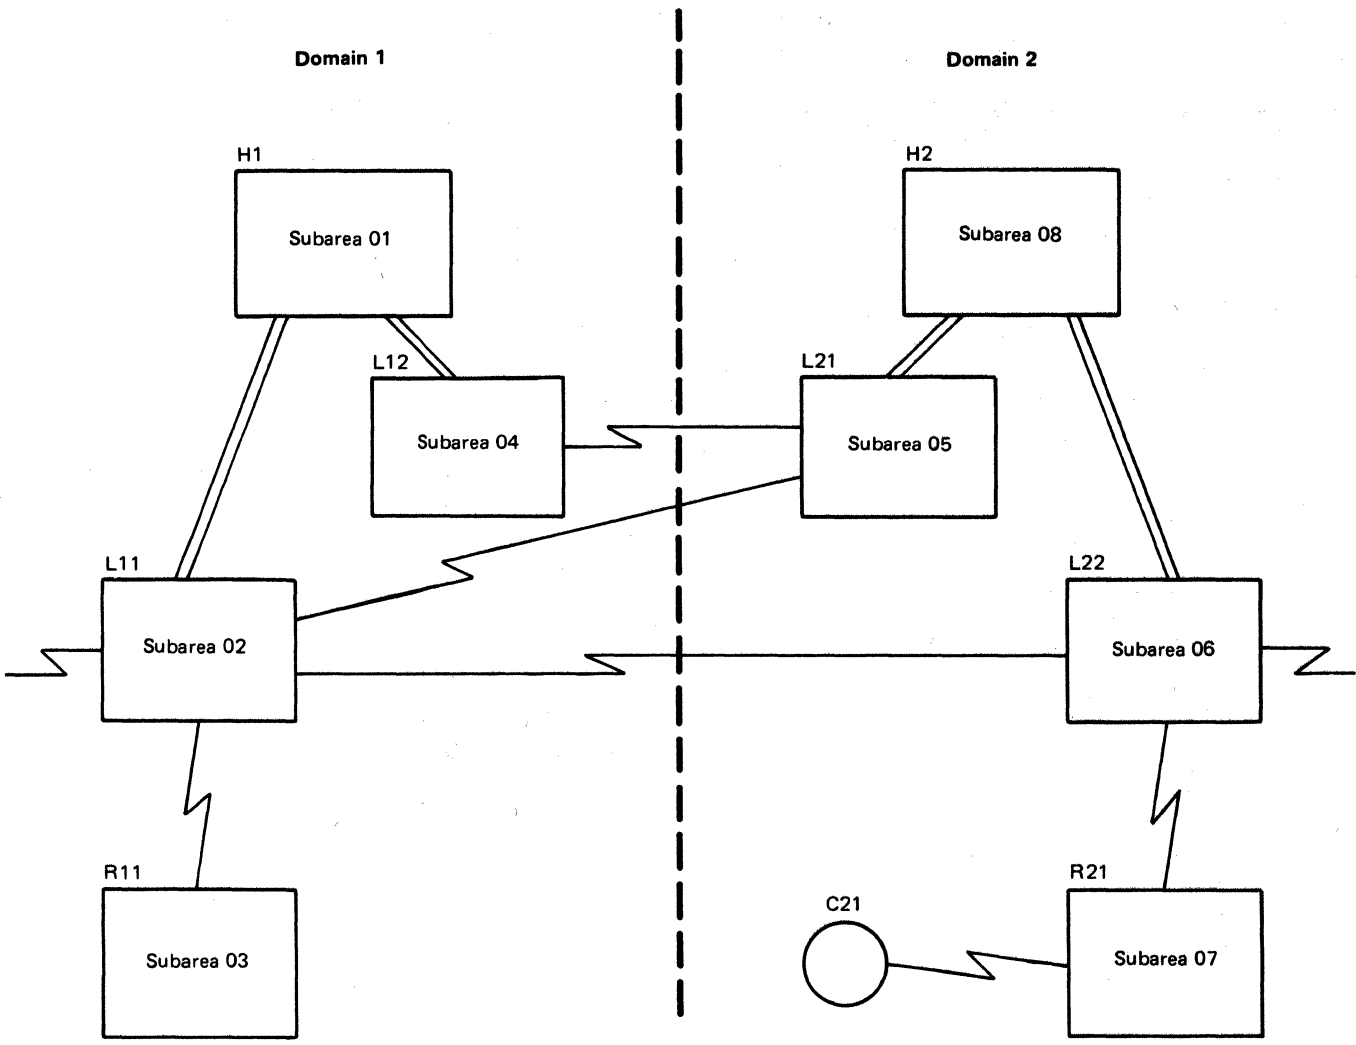 Domain 1
Domain 2
H1
H2
Subarea 01
Subarea 08
L12
L21
Subarea 04
Subarea 05
L11
L22
Subarea 02
Subarea 06
R11
R21
C21
Subarea 03
Subarea 07